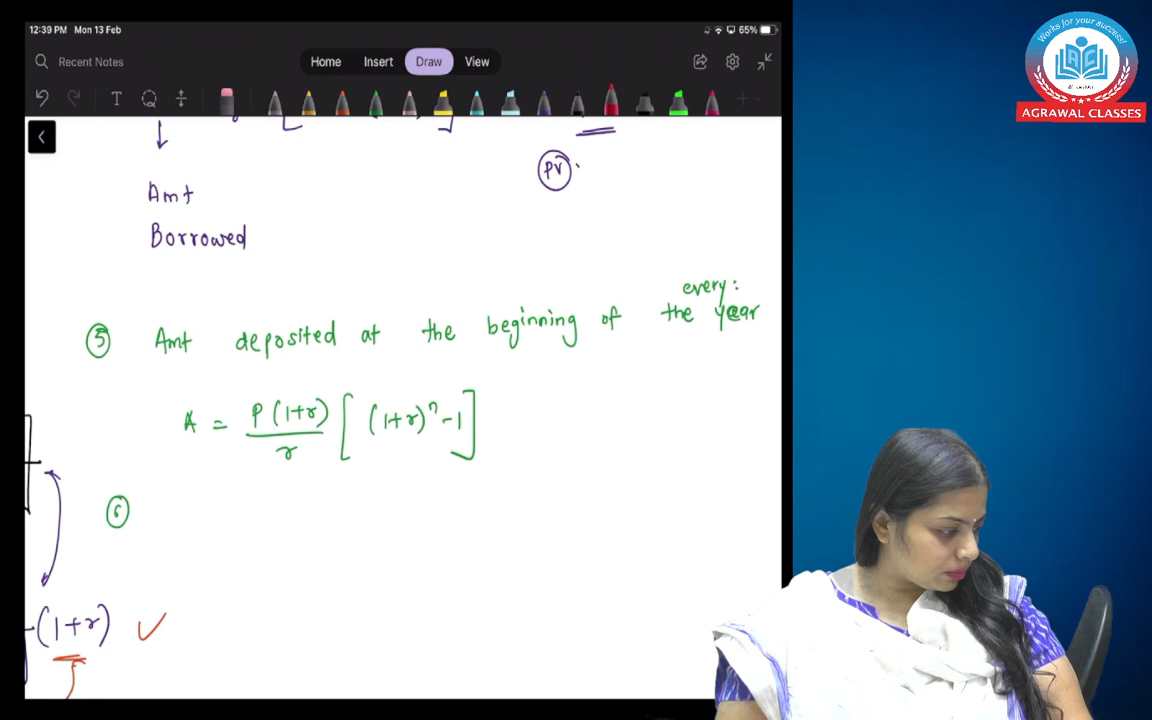 12:39 PM Mon 13 Feb
65%
Recent Notes
Home Insert Draw View
Works for your success!
AC
AGRAWAL CLASSES
PV
Amt
Borrowed
every:
5 Amt deposited at the beginning of the year
A = P(1+r)/r [(1+r)^n - 1]
6
(1+r) ✓